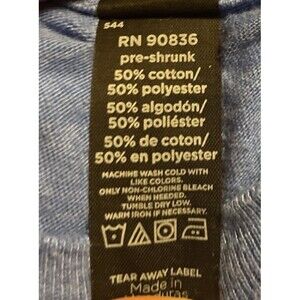 544
RN 90836
pre-shrunk
50% cotton/
50% polyester
50% algodón/
50% poliéster
50% de coton/
50% en polyester
MACHINE WASH COLD WITH
LIKE COLORS.
ONLY NON-CHLORINE BLEACH
WHEN NEEDED.
TUMBLE DRY LOW.
WARM IRON IF NECESSARY.
TEAR AWAY LABEL
Made in